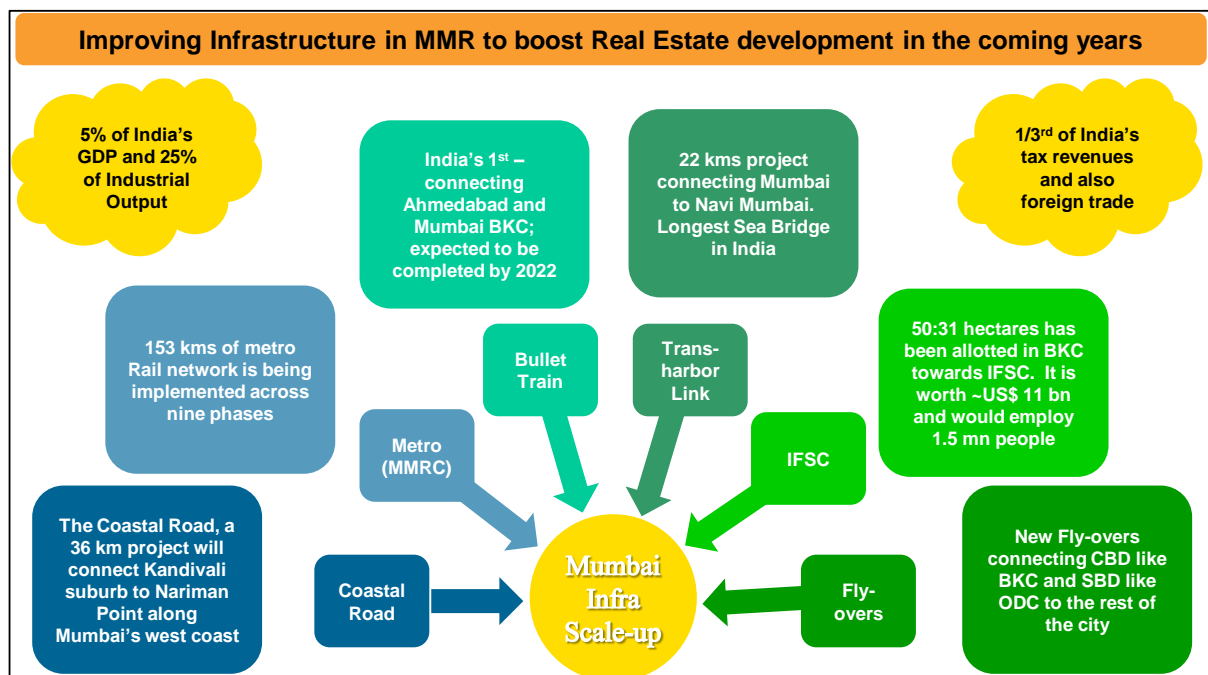 Improving Infrastructure in MMR to boost Real Estate development in the coming years
5% of India's
GDP and 25%
of Industrial
Output
India's 1st –
connecting
Ahmedabad and
Mumbai BKC;
expected to be
completed by 2022
22 kms project
connecting Mumbai
to Navi Mumbai.
Longest Sea Bridge
in India
1/3rd of India's
tax revenues
and also
foreign trade
153 kms of metro
Rail network is being
implemented across
nine phases
Bullet
Train
Trans-
harbor
Link
50:31 hectares has
been allotted in BKC
towards IFSC. It is
worth ~US$ 11 bn
and would employ
1.5 mn people
Metro
(MMRC)
IFSC
The Coastal Road, a
36 km project will
connect Kandivali
suburb to Nariman
Point along
Mumbai's west coast
Coastal
Road
Mumbai
Infra
Scale-up
Fly-
overs
New Fly-overs
connecting CBD like
BKC and SBD like
ODC to the rest of
the city